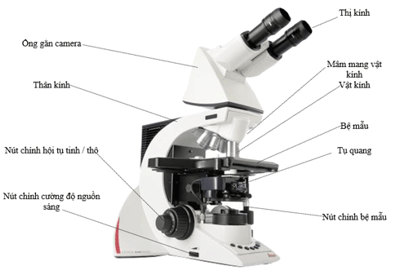 Thị kính
Ống gắn camera
Mâm mang vật
kính
Thân kính
Vật kính
Bệ mẫu
Nút chỉnh hội tụ tinh / thô
Tụ quang
Nút chỉnh cường độ nguồn
sáng
Nút chỉnh bệ mẫu